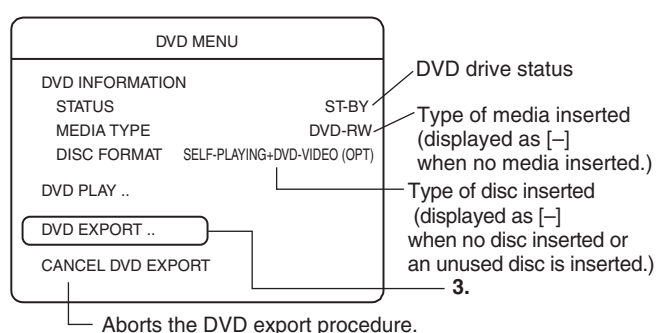 DVD MENU
DVD INFORMATION
STATUS ST-BY
MEDIA TYPE DVD-RW
DISC FORMAT SELF-PLAYING+DVD-VIDEO (OPT)
DVD PLAY ..
DVD EXPORT ..
CANCEL DVD EXPORT
DVD drive status
Type of media inserted
(displayed as [–]
when no media inserted.)
Type of disc inserted
(displayed as [–]
when no disc inserted or
an unused disc is inserted.)
3.
Aborts the DVD export procedure.